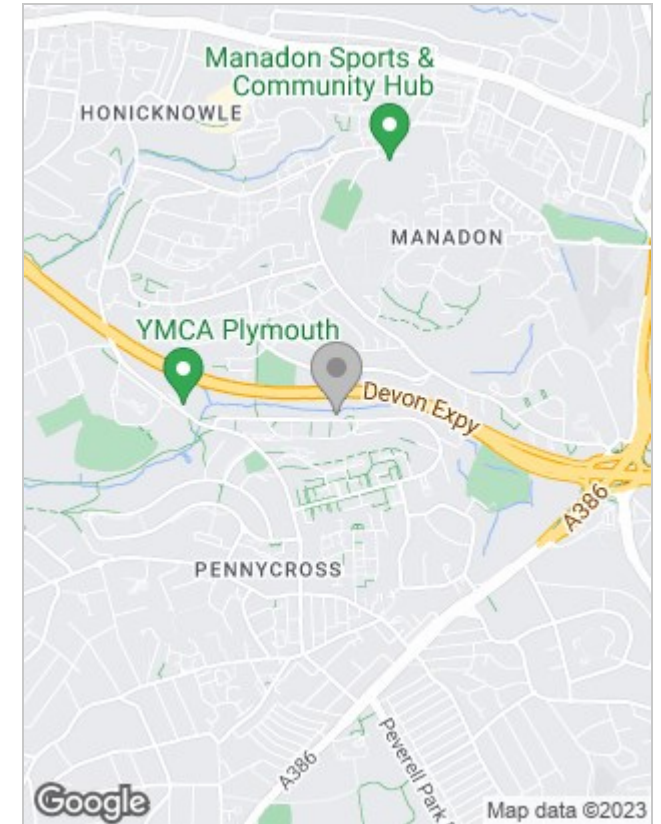 Manadon Sports &
Community Hub
HONICKNOWLE
MANADON
YMCA Plymouth
Devon Expy
A386
PENNYCROSS
A386
Peverell Park
Google
Map data ©2023